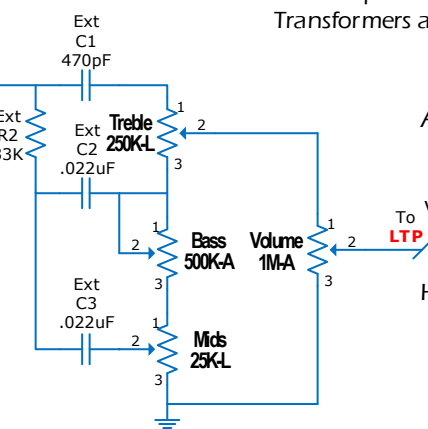 Transformers a
Ext
C1
470pF
Ext
R2
33K
Treble
250K-L
1
2
3
Ext
C2
.022uF
2
1
Bass
500K-A
3
Volume
1M-A
1
2
3
To
LTP
Ext
C3
.022uF
2
1
Mids
25K-L
3